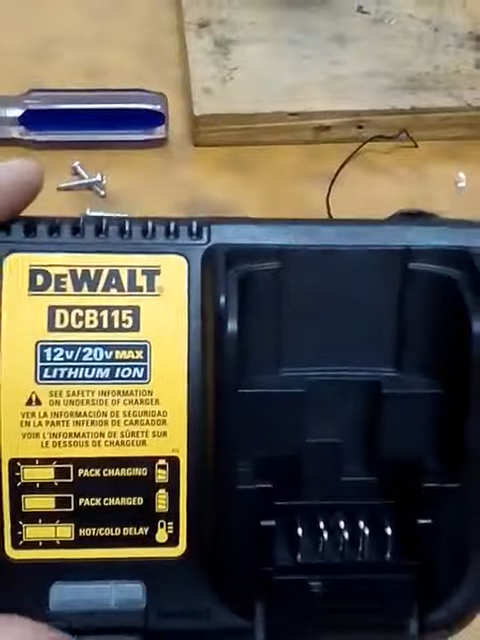 DEWALT
DCB115
12V/20V MAX
LITHIUM ION
SEE SAFETY INFORMATION
ON UNDERSIDE OF CHARGER.
VER LA INFORMACIÓN DE SEGURIDAD
EN LA PARTE INFERIOR DE CARGADOR.
VOIR L'INFORMATION DE SÛRETÉ SUR
LE DESSOUS DE CHARGEUR.
PACK CHARGING
PACK CHARGED
HOT/COLD DELAY